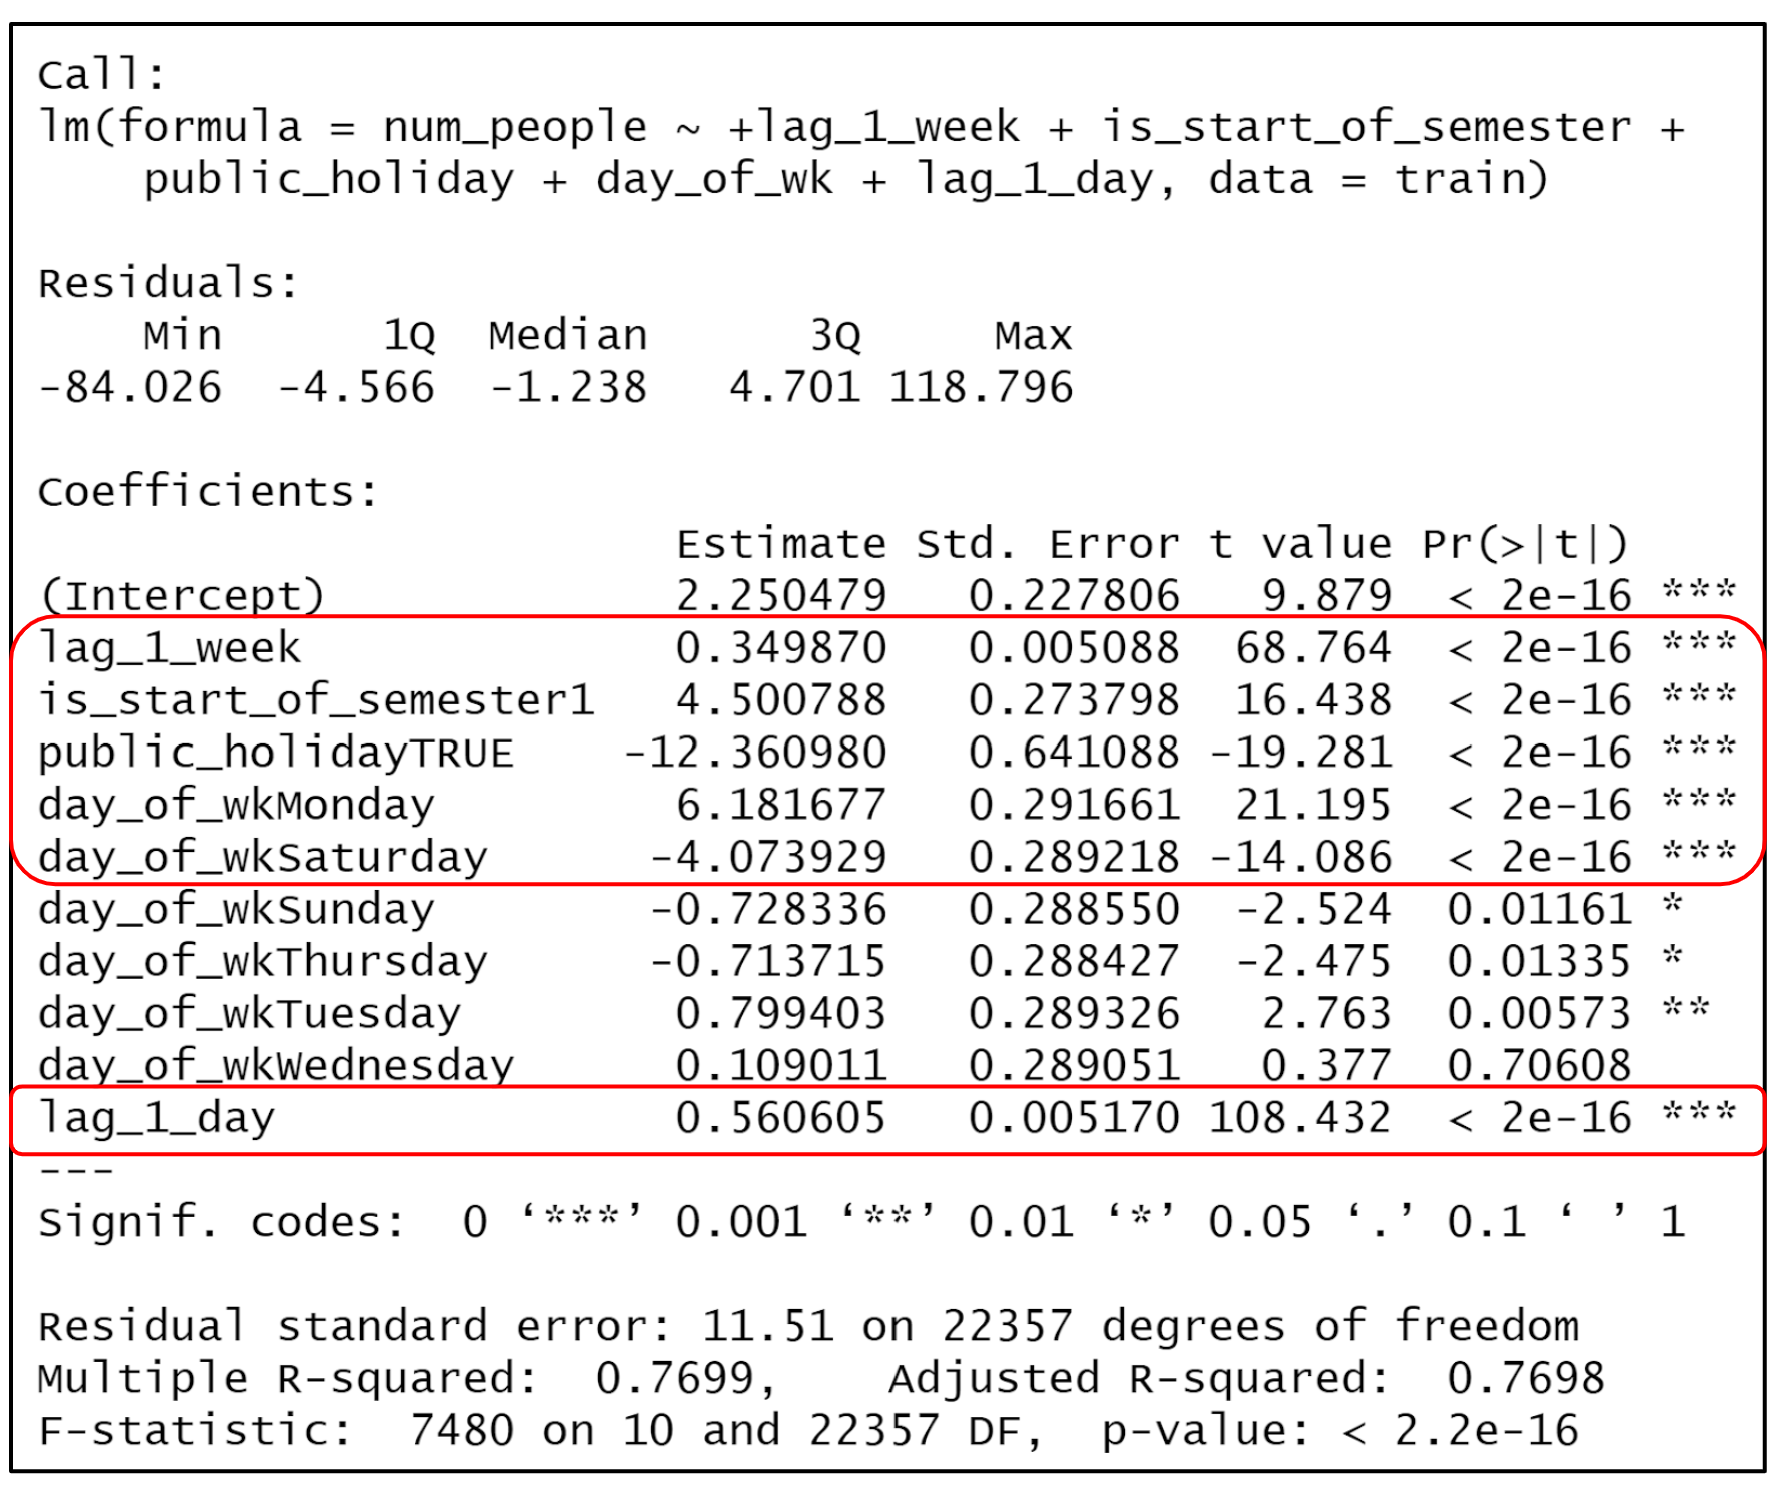 Call:
lm(formula = num_people ~ +lag_1_week + is_start_of_semester +
    public_holiday + day_of_wk + lag_1_day, data = train)
Residuals:
    Min      1Q  Median      3Q     Max
-84.026  -4.566  -1.238   4.701 118.796
Coefficients:
                        Estimate Std. Error t value Pr(>|t|)
(Intercept)             2.250479   0.227806   9.879  < 2e-16 ***
lag_1_week              0.349870   0.005088  68.764  < 2e-16 ***
is_start_of_semester1   4.500788   0.273798  16.438  < 2e-16 ***
public_holidayTRUE    -12.360980   0.641088 -19.281  < 2e-16 ***
day_of_wkMonday         6.181677   0.291661  21.195  < 2e-16 ***
day_of_wkSaturday      -4.073929   0.289218 -14.086  < 2e-16 ***
day_of_wkSunday        -0.728336   0.288550  -2.524  0.01161 *
day_of_wkThursday      -0.713715   0.288427  -2.475  0.01335 *
day_of_wkTuesday        0.799403   0.289326   2.763  0.00573 **
day_of_wkWednesday      0.109011   0.289051   0.377  0.70608
lag_1_day               0.560605   0.005170 108.432  < 2e-16 ***
---
Signif. codes:  0 ‘***’ 0.001 ‘**’ 0.01 ‘*’ 0.05 ‘.’ 0.1 ‘ ’ 1
Residual standard error: 11.51 on 22357 degrees of freedom
Multiple R-squared:  0.7699,    Adjusted R-squared:  0.7698
F-statistic:  7480 on 10 and 22357 DF,  p-value: < 2.2e-16